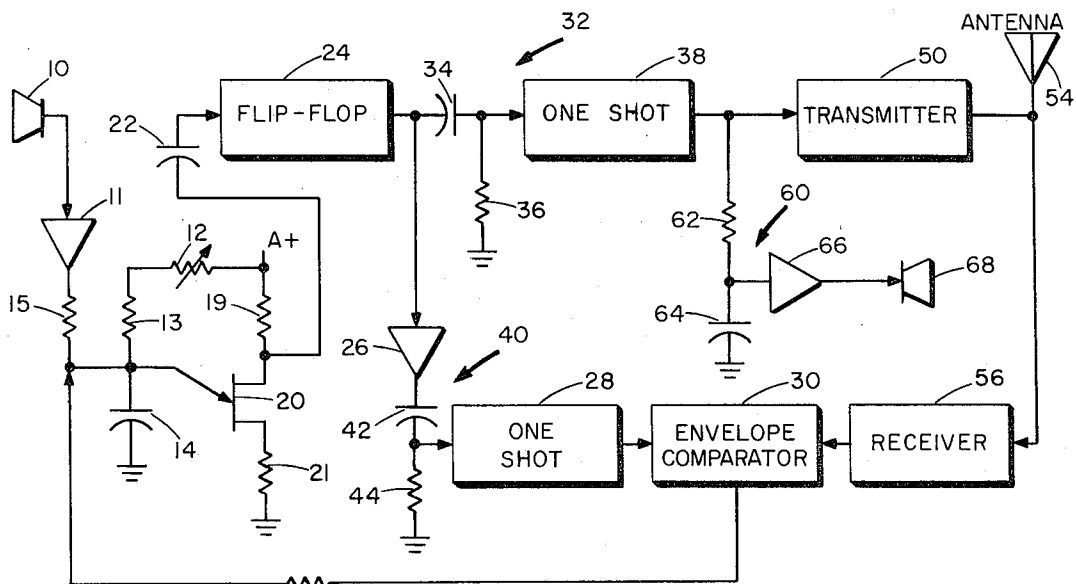 ANTENNA
10
22
24
FLIP-FLOP
34
32
38
ONE SHOT
50
TRANSMITTER
54
11
12
A+
36
62
60
66
68
15
13
19
64
14
20
21
26
40
42
44
28
ONE
SHOT
30
ENVELOPE
COMPARATOR
56
RECEIVER